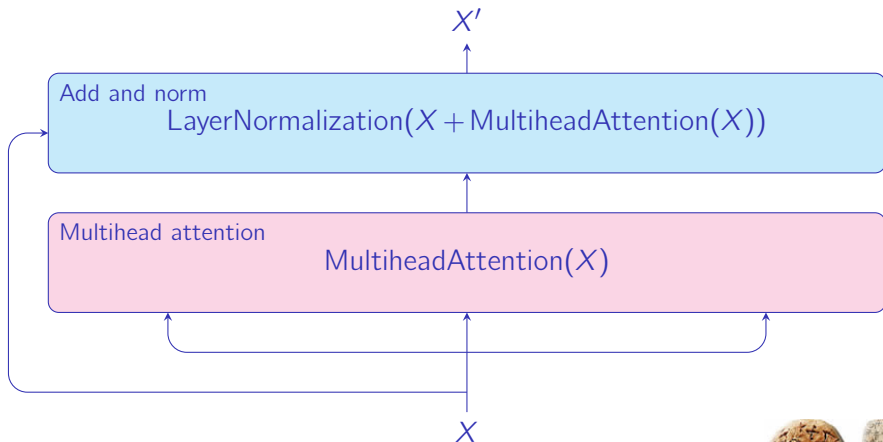 X′
Add and norm
LayerNormalization(X + MultiheadAttention(X))
Multihead attention
MultiheadAttention(X)
X